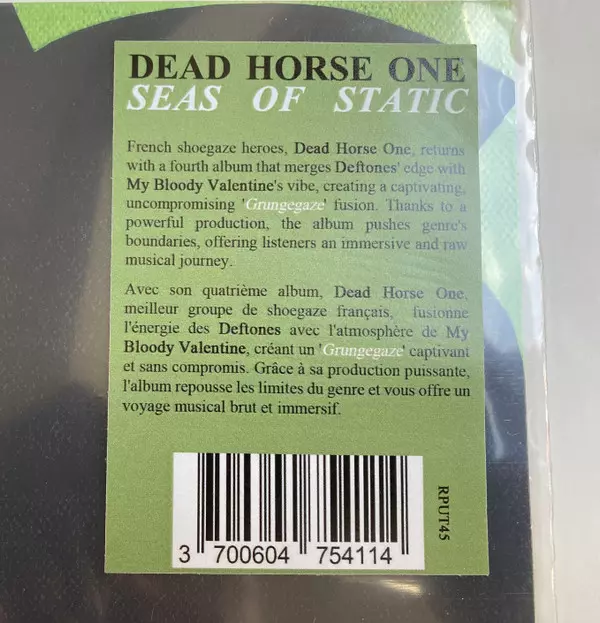 DEAD HORSE ONE
SEAS OF STATIC
French shoegaze heroes, Dead Horse One, returns
with a fourth album that merges Deftones' edge with
My Bloody Valentine's vibe, creating a captivating,
uncompromising 'Grungegaze' fusion. Thanks to a
powerful production, the album pushes genre's
boundaries, offering listeners an immersive and raw
musical journey.
Avec son quatrième album, Dead Horse One,
meilleur groupe de shoegaze français, fusionne
l'énergie des Deftones avec l'atmosphère de My
Bloody Valentine, créant un 'Grungegaze' captivant
et sans compromis. Grâce à sa production puissante,
l'album repousse les limites du genre et vous offre un
voyage musical brut et immersif.
RPUT45
3 700604 754114